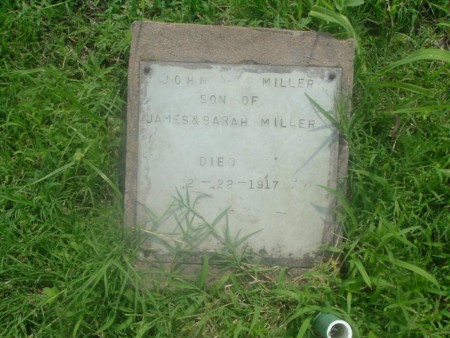 JOHN MILLER
SON OF
JAMES & SARAH MILLER
DIED
2-22-1917